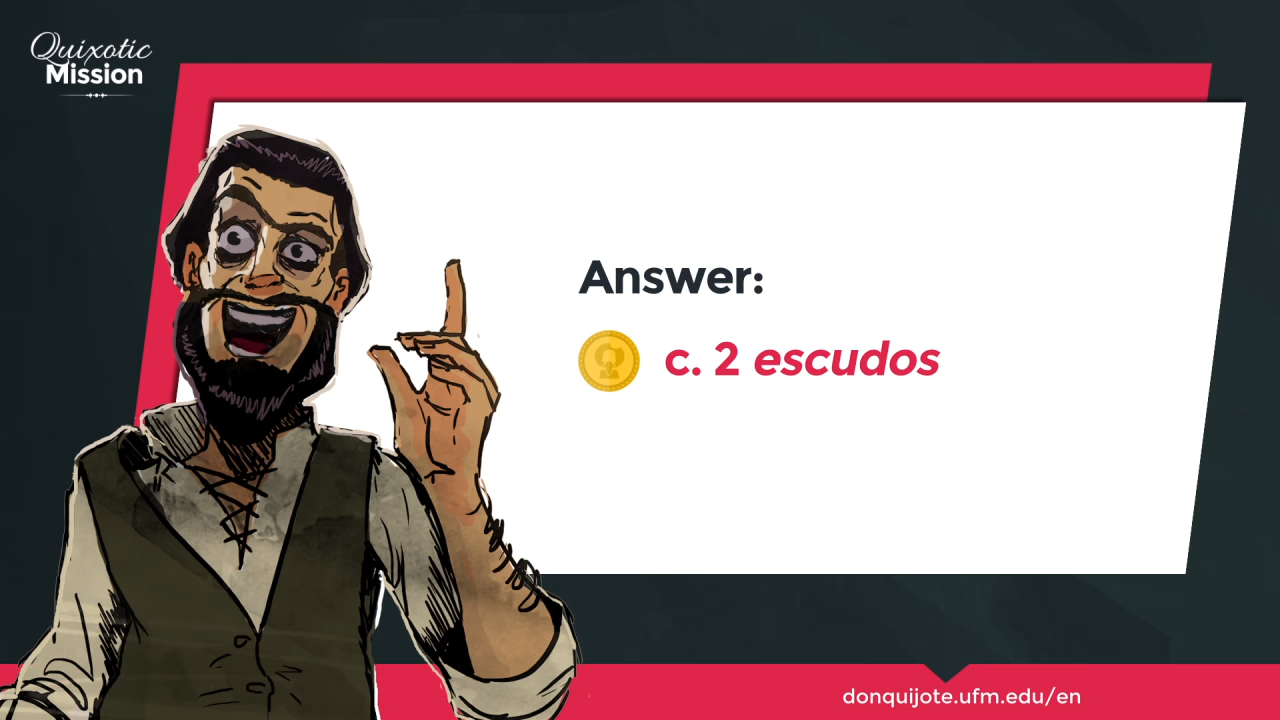 Quixotic
Mission
Answer:
c. 2 escudos
donquijote.ufm.edu/en